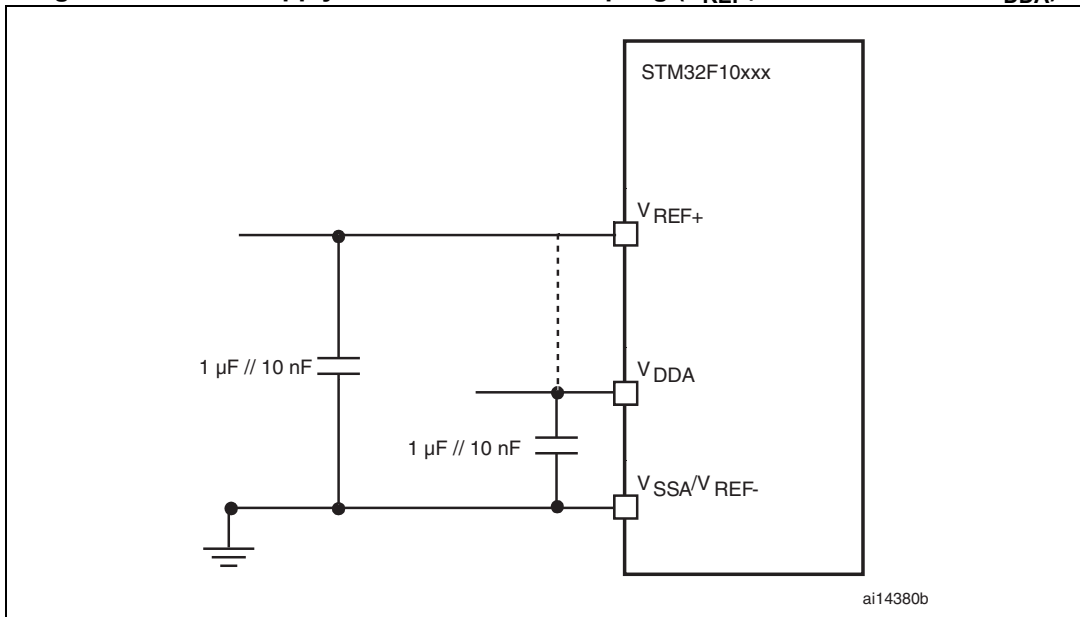 STM32F10xxx
VREF+
1 µF // 10 nF
VDDA
1 µF // 10 nF
VSSA/VREF-
ai14380b